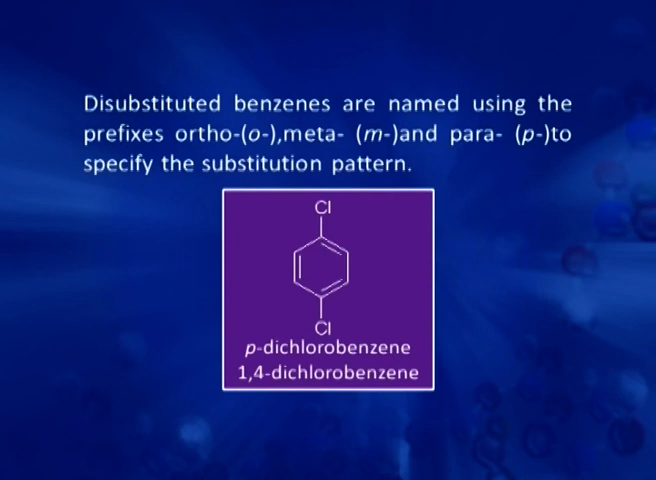 Disubstituted benzenes are named using the
prefixes ortho-(o-),meta- (m-)and para- (p-)to
specify the substitution pattern.
Cl
Cl
p-dichlorobenzene
1,4-dichlorobenzene